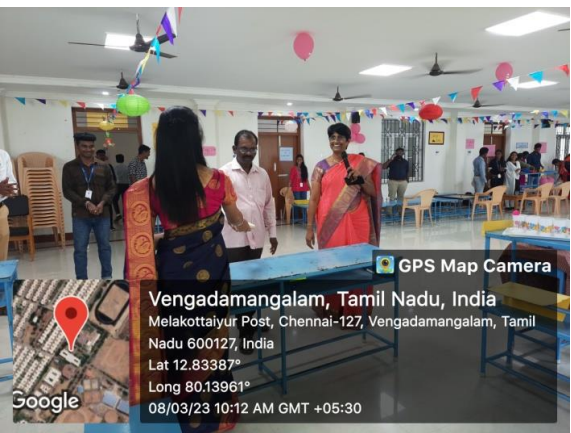 GPS Map Camera
Vengadamangalam, Tamil Nadu, India
Melakottaiyur Post, Chennai-127, Vengadamangalam, Tamil
Nadu 600127, India
Lat 12.83387°
Long 80.13961°
08/03/23 10:12 AM GMT +05:30
Google